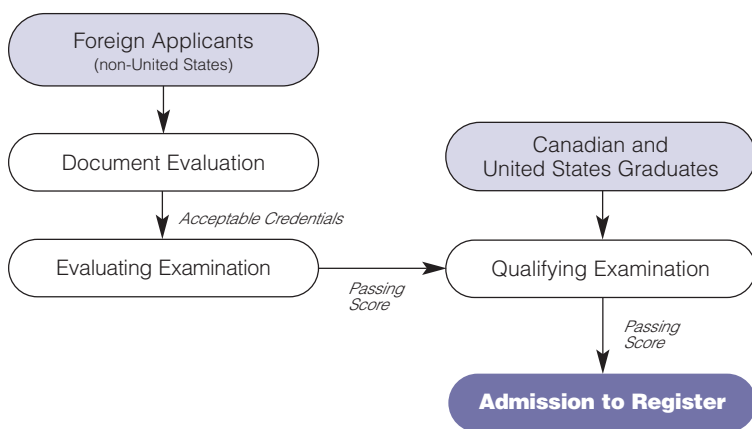 Foreign Applicants
(non-United States)
Document Evaluation
Acceptable Credentials
Evaluating Examination
Passing
Score
Canadian and
United States Graduates
Qualifying Examination
Passing
Score
Admission to Register